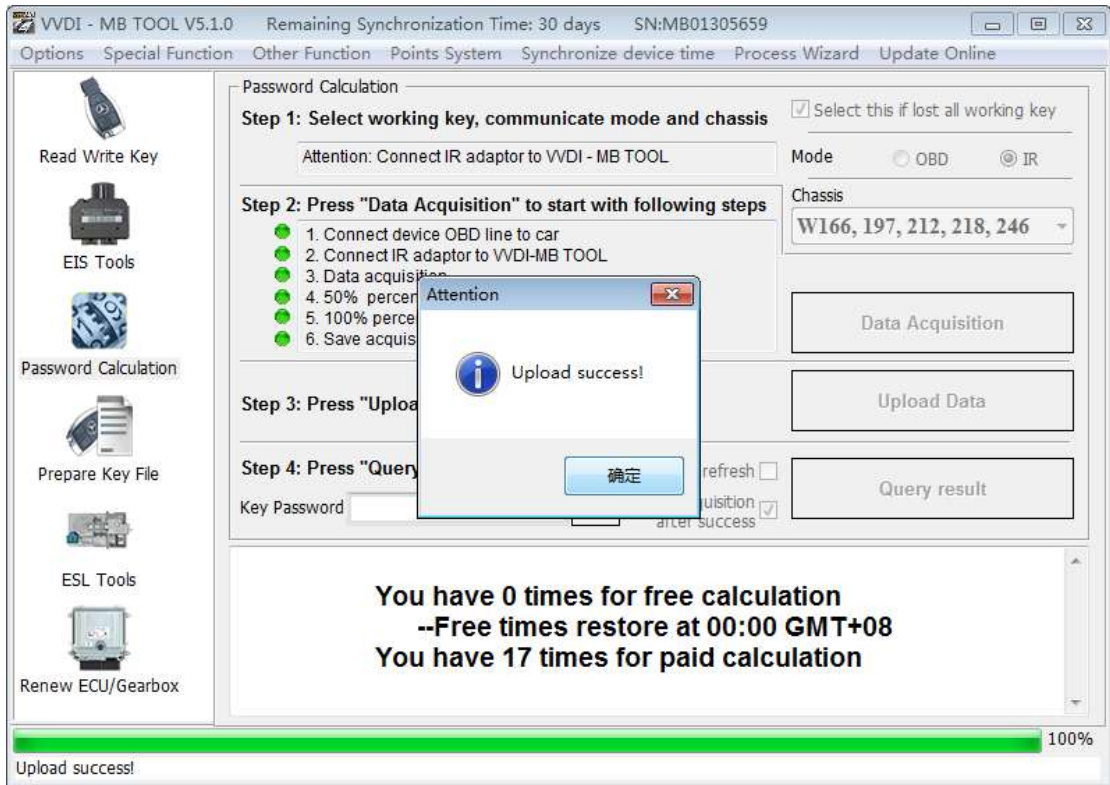 VVDI - MB TOOL V5.1.0 Remaining Synchronization Time: 30 days SN:MB01305659
Options Special Function Other Function Points System Synchronize device time Process Wizard Update Online
Read Write Key
EIS Tools
Password Calculation
Prepare Key File
ESL Tools
Renew ECU/Gearbox
Password Calculation
Step 1: Select working key, communicate mode and chassis
Select this if lost all working key
Attention: Connect IR adaptor to VVDI - MB TOOL
Mode OBD IR
Step 2: Press "Data Acquisition" to start with following steps
Chassis
W166, 197, 212, 218, 246
1. Connect device OBD line to car
2. Connect IR adaptor to VVDI-MB TOOL
3. Data acquisition
4. 50% percen
5. 100% perce
6. Save acquis
Data Acquisition
Attention
Upload success!
确定
Step 3: Press "Uploa
Upload Data
Step 4: Press "Query
refresh
Key Password
uisition
after success
Query result
You have 0 times for free calculation
--Free times restore at 00:00 GMT+08
You have 17 times for paid calculation
100%
Upload success!